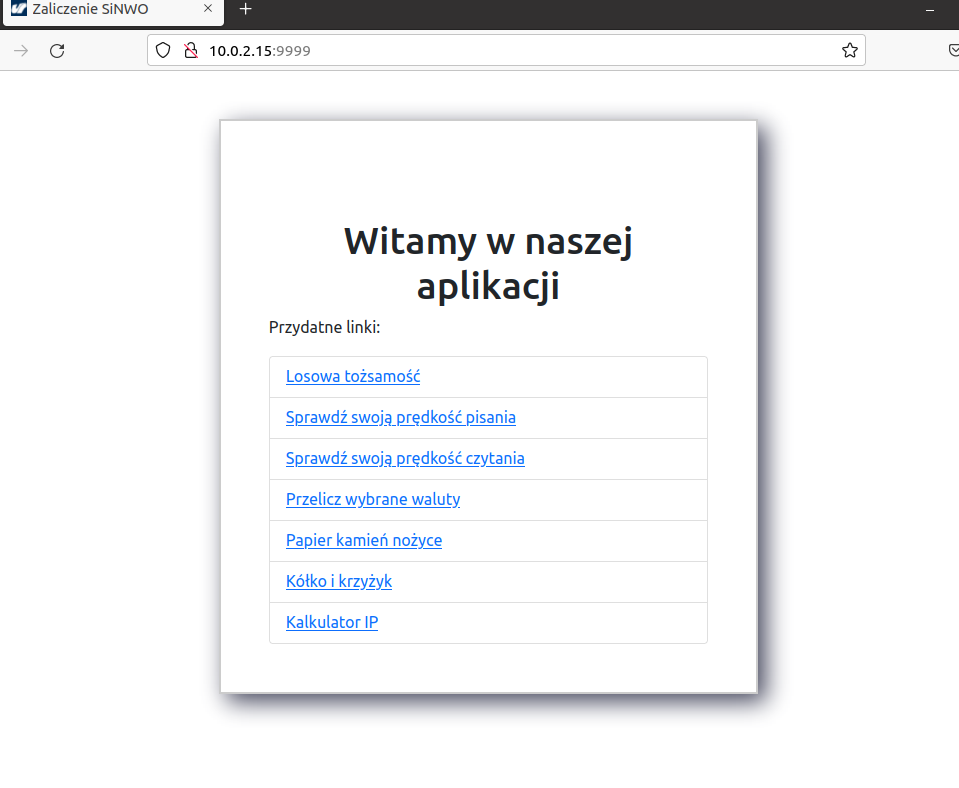 Zaliczenie SiNWO
10.0.2.15:9999
Witamy w naszej
aplikacji
Przydatne linki:
Losowa tożsamość
Sprawdź swoją prędkość pisania
Sprawdź swoją prędkość czytania
Przelicz wybrane waluty
Papier kamień nożyce
Kółko i krzyżyk
Kalkulator IP